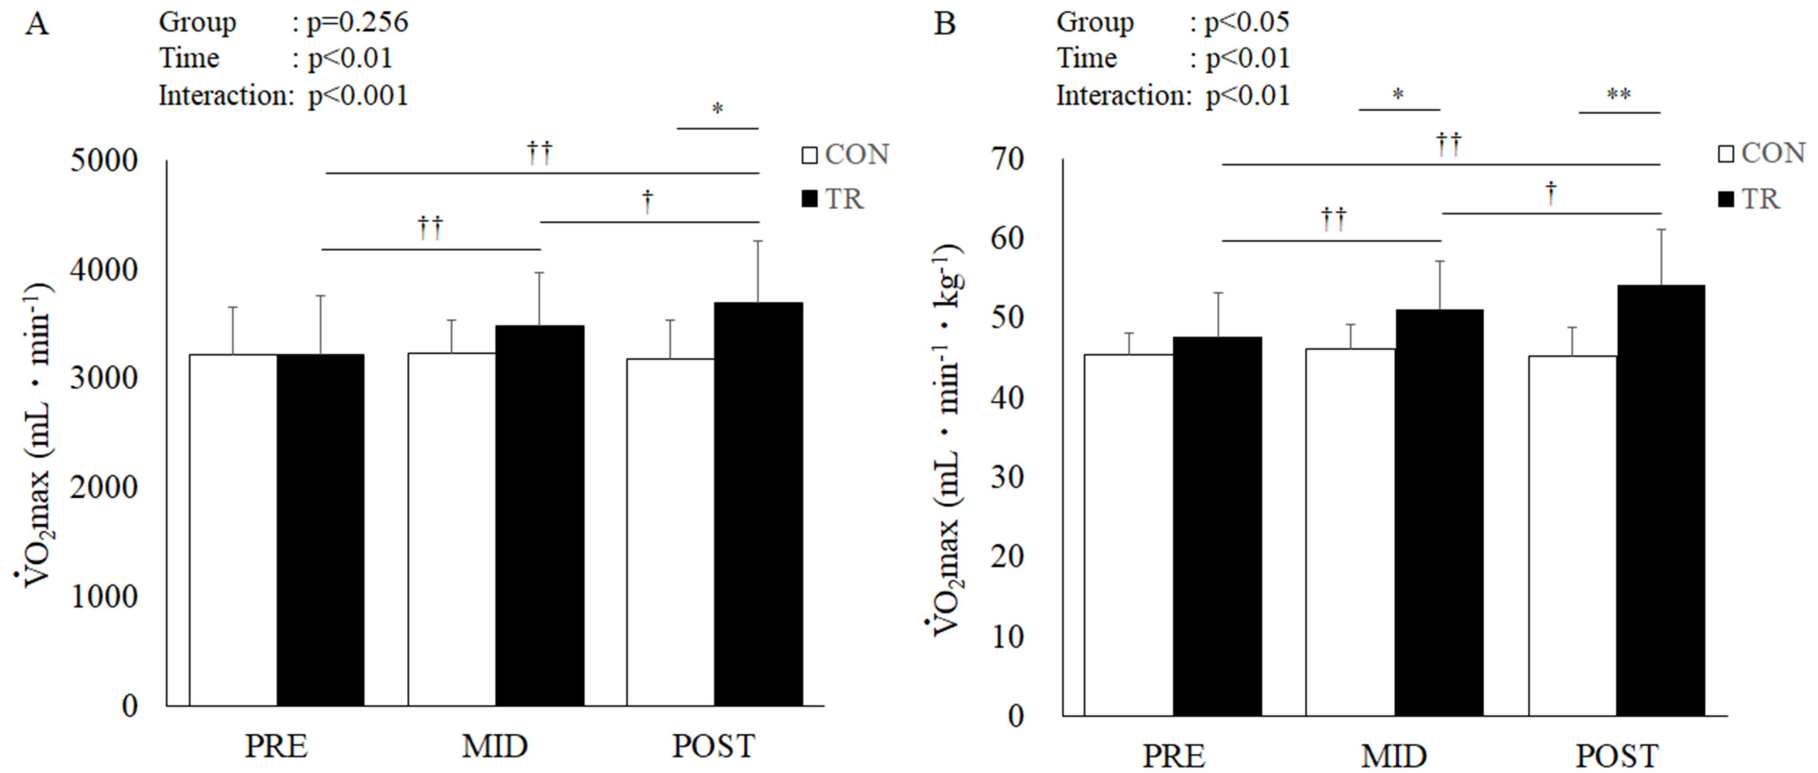 A
Group : p=0.256
Time : p<0.01
Interaction: p<0.001
*
††
†
††
CON
TR
5000
4000
3000
2000
1000
0
V̇O₂max (mL・min⁻¹)
PRE MID POST
B
Group : p<0.05
Time : p<0.01
Interaction: p<0.01
* **
††
†
††
CON
TR
70
60
50
40
30
20
10
0
V̇O₂max (mL・min⁻¹・kg⁻¹)
PRE MID POST